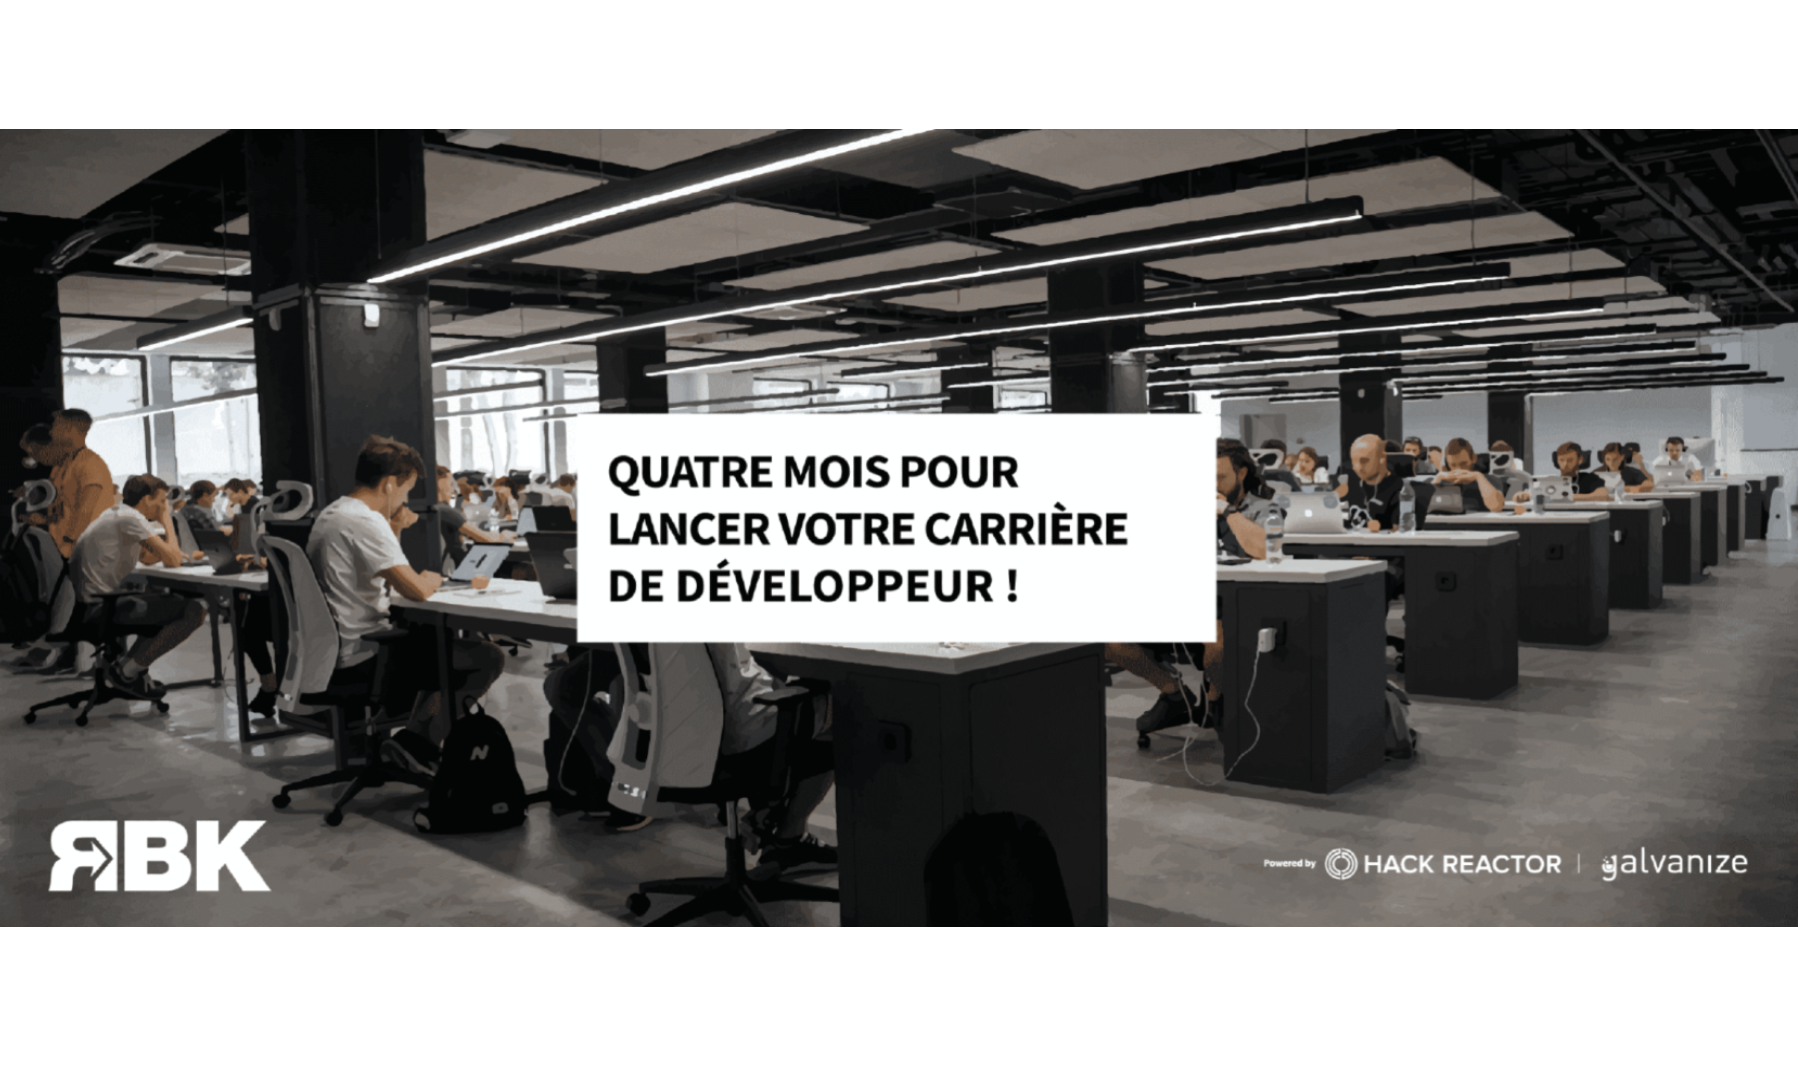 QUATRE MOIS POUR
LANCER VOTRE CARRIÈRE
DE DÉVELOPPEUR !
RBK
Powered by HACK REACTOR | galvanize